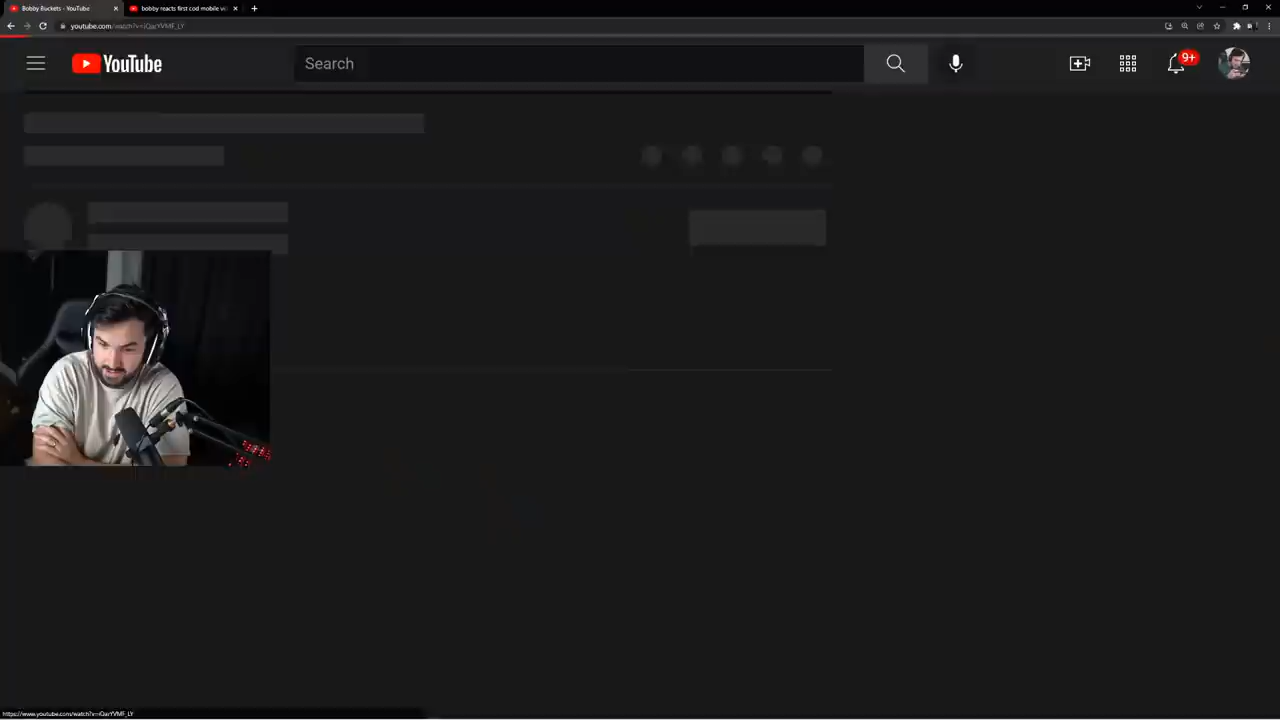 Bobby Buckets - YouTube
bobby reacts first cod mobile v
youtube.com/watch?v=iQacYVMF_LY
YouTube
Search
9+
https://www.youtube.com/watch?v=iQacYVMF_LY